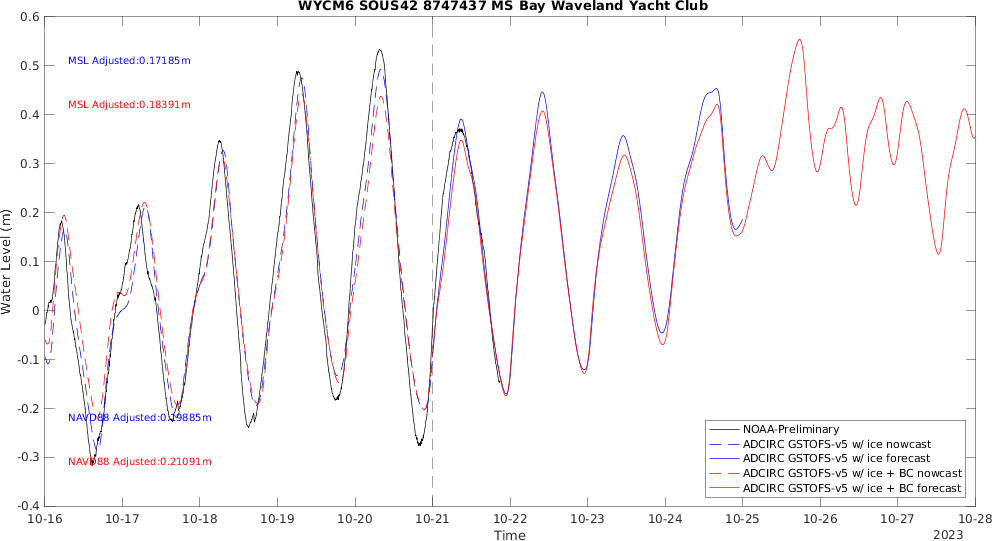 WYCM6 SOUS42 8747437 MS Bay Waveland Yacht Club
0.6
0.5
0.4
0.3
0.2
0.1
0
-0.1
-0.2
-0.3
-0.4
Water Level (m)
MSL Adjusted:0.17185m
MSL Adjusted:0.18391m
NAVD88 Adjusted:0.19885m
NAVD88 Adjusted:0.21091m
NOAA-Preliminary
ADCIRC GSTOFS-v5 w/ ice nowcast
ADCIRC GSTOFS-v5 w/ ice forecast
ADCIRC GSTOFS-v5 w/ ice + BC nowcast
ADCIRC GSTOFS-v5 w/ ice + BC forecast
10-16 10-17 10-18 10-19 10-20 10-21 10-22 10-23 10-24 10-25 10-26 10-27 10-28
Time
2023